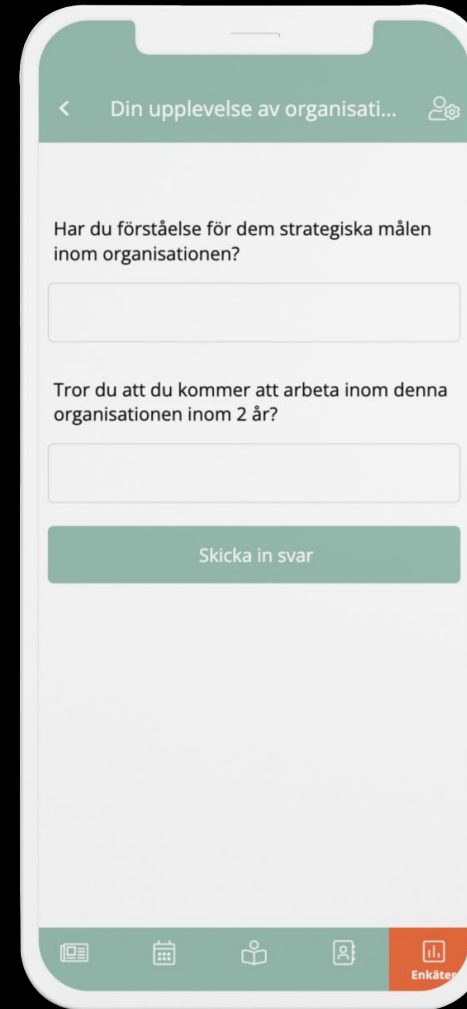 Din upplevelse av organisati...
Har du förståelse för dem strategiska målen
inom organisationen?
Tror du att du kommer att arbeta inom denna
organisationen inom 2 år?
Skicka in svar
Enkäter